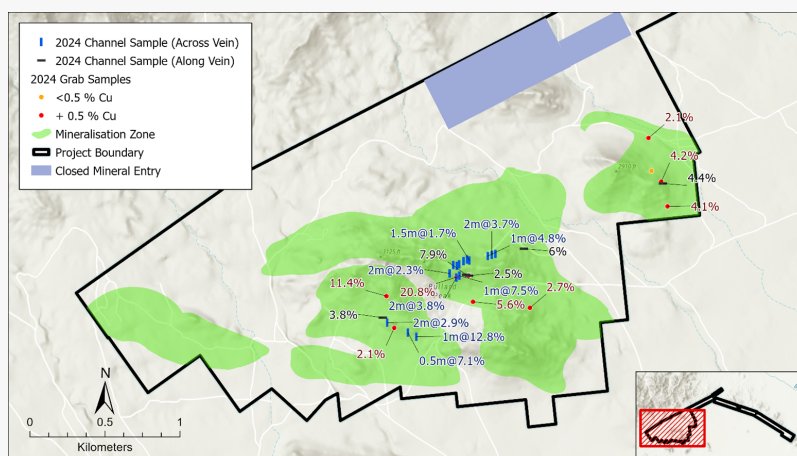 2024 Channel Sample (Across Vein)
2024 Channel Sample (Along Vein)
2024 Grab Samples
<0.5 % Cu
+ 0.5 % Cu
Mineralisation Zone
Project Boundary
Closed Mineral Entry
2.1%
4.2%
4.4%
4.1%
2m@3.7%
1.5m@1.7%
1m@4.8%
7.9%
6%
2m@2.3%
2.5%
11.4%
20.8%
1m@7.5%
2.7%
2m@3.8%
5.6%
3.8%
2m@2.9%
1m@12.8%
2.1%
0.5m@7.1%
N
0 0.5 1
Kilometers